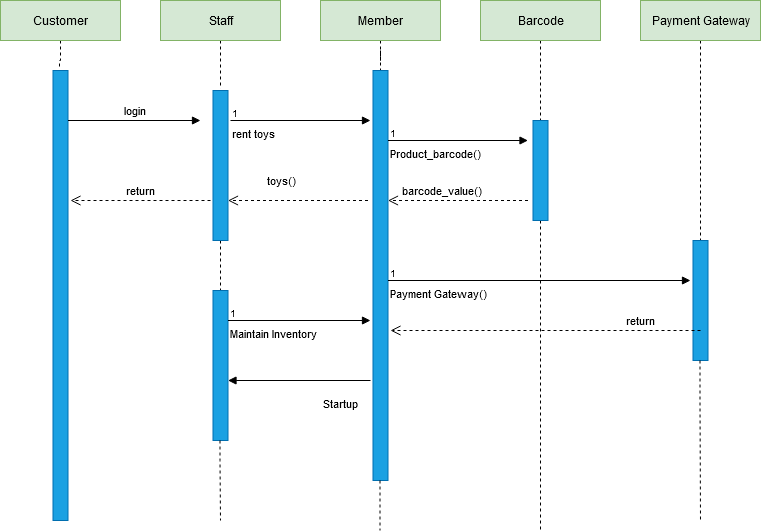 Customer
Staff
Member
Barcode
Payment Gateway
login
1
rent toys
1
Product_barcode()
return
toys()
barcode_value()
1
Payment Gateway()
1
Maintain Inventory
return
Startup